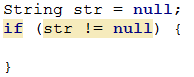 String str = null;
if (str != null) {
}